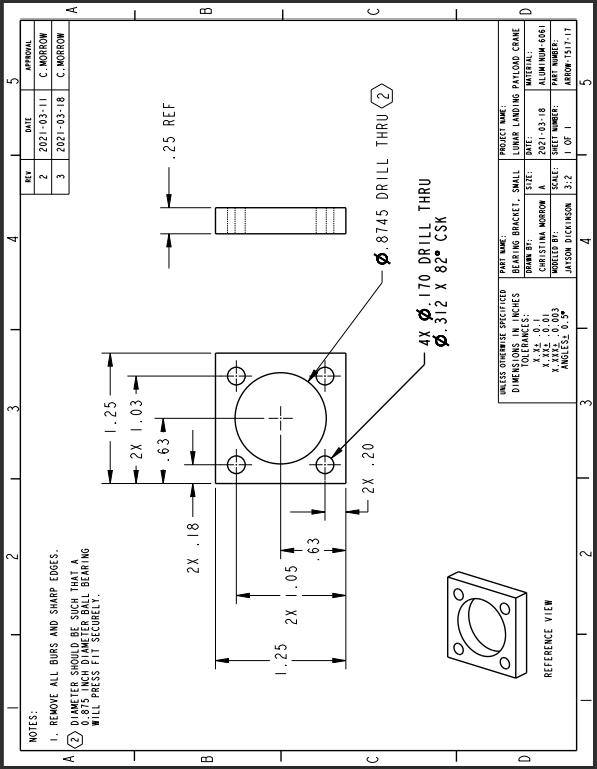 NOTES:
1. REMOVE ALL BURS AND SHARP EDGES.
2 DIAMETER SHOULD BE SUCH THAT A
0.875 INCH DIAMETER BALL BEARING
WILL PRESS FIT SECURELY.
REV DATE APPROVAL
2 2021-03-11 C.MORROW
3 2021-03-18 C.MORROW
1 2 3 4 5
A A
B B
C C
D D
1.25
2X 1.03
.63
2X .18
.25 REF
Ø.8745 DRILL THRU 2
4X Ø.170 DRILL THRU
Ø.312 X 82° CSK
2X .20
.63
2X 1.05
1.25
REFERENCE VIEW
UNLESS OTHERWISE SPECIFIED
DIMENSIONS IN INCHES
TOLERANCES:
X.X± .0.1
X.XX± .0.01
X.XXX± .0.003
ANGLES± 0.5°
PART NAME:
BEARING BRACKET, SMALL
PROJECT NAME:
LUNAR LANDING PAYLOAD CRANE
DRAWN BY:
CHRISTINA MORROW
SIZE:
A
DATE:
2021-03-18
MATERIAL:
ALUMINUM-6061
MODELED BY:
JAYSON DICKINSON
SCALE:
3:2
SHEET NUMBER:
1 OF 1
PART NUMBER:
ARROW-T517-17
1 2 3 4 5